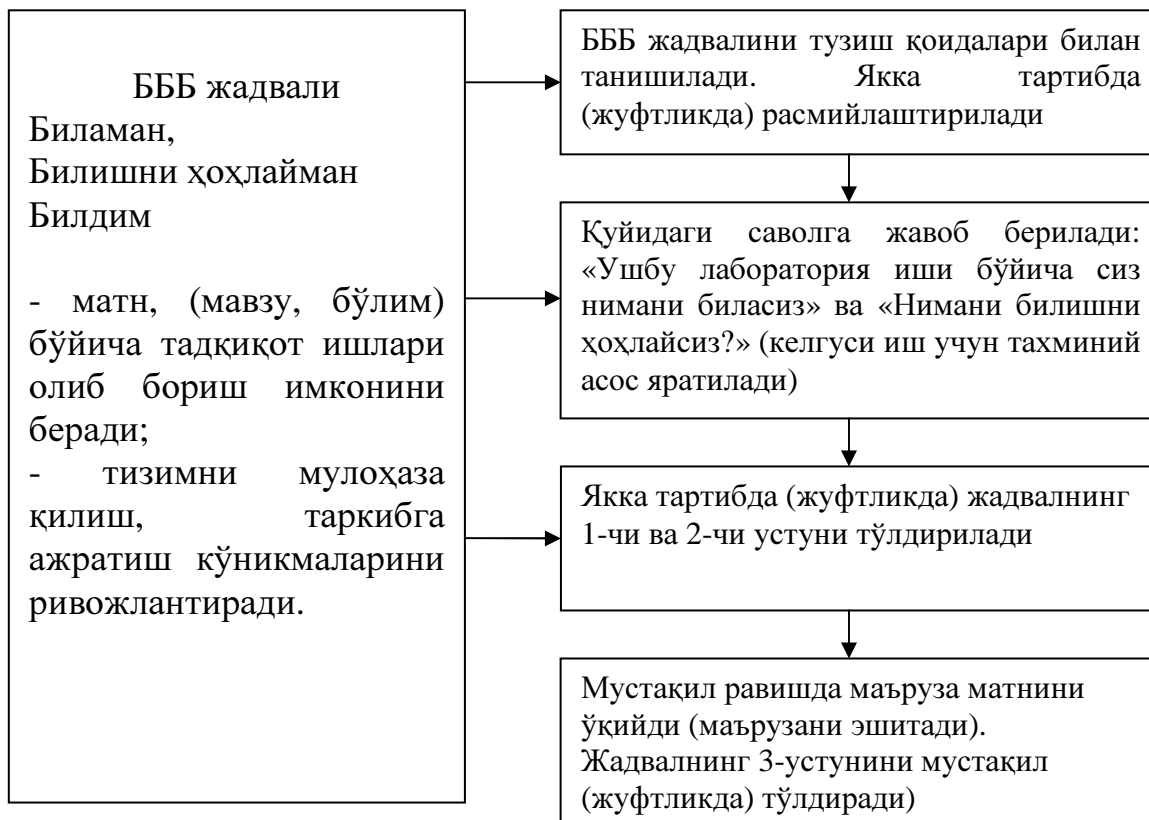 БББ жадвали
Биламан,
Билишни ҳоҳлайман
Билдим
- матн, (мавзу, бўлим)
бўйича тадқиқот ишлари
олиб бориш имконини
беради;
- тизимни мулоҳаза
қилиш, таркибга
ажратиш кўникмаларини
ривожлантиради.
БББ жадвалини тузиш қоидалари билан
танишилади. Якка тартибда
(жуфтликда) расмийлаштирилади
Қуйидаги саволга жавоб берилади:
«Ушбу лаборатория иши бўйича сиз
нимани биласиз» ва «Нимани билишни
ҳоҳлайсиз?» (келгуси иш учун тахминий
асос яратилади)
Якка тартибда (жуфтликда) жадвалнинг
1-чи ва 2-чи устуни тўлдирилади
Мустақил равишда маъруза матнини
ўқийди (маърузани эшитади).
Жадвалнинг 3-устунини мустақил
(жуфтликда) тўлдиради)